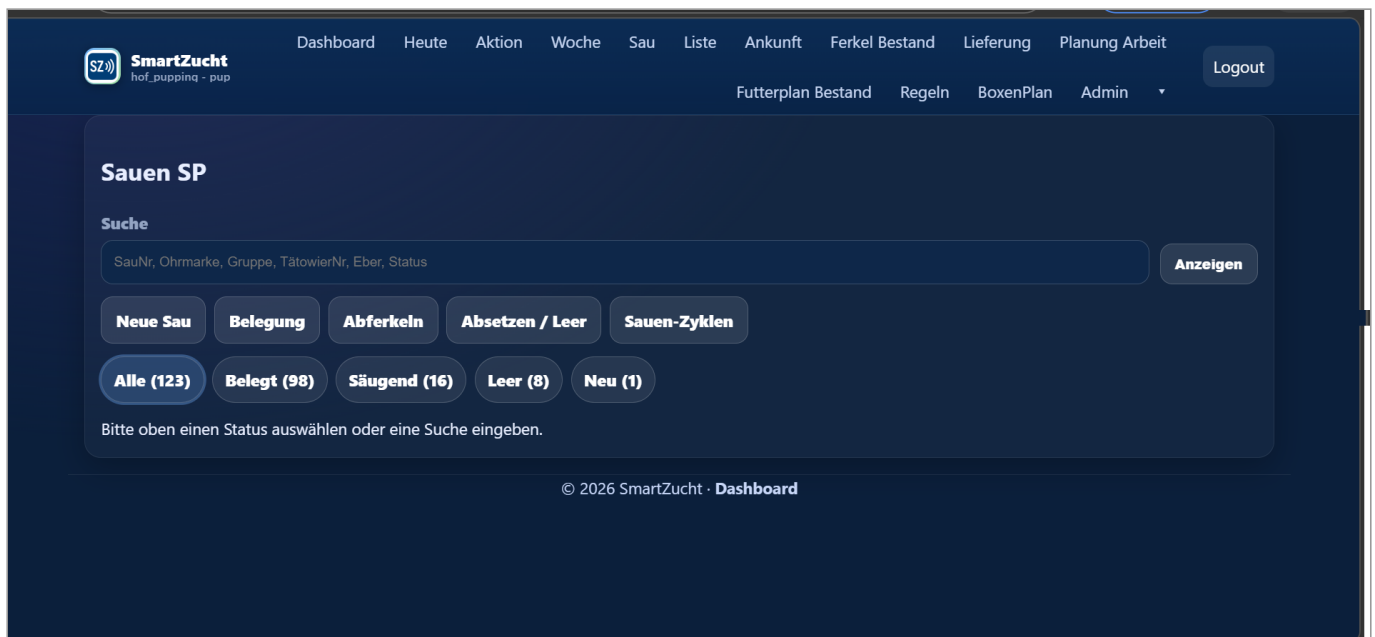 Dashboard Heute Aktion Woche Sau Liste Ankunft Ferkel Bestand Lieferung Planung Arbeit
SZ
SmartZucht
hof_pupping - pup
Logout
Futterplan Bestand Regeln BoxenPlan Admin ▾
Sauen SP
Suche
SauNr, Ohrmarke, Gruppe, TätowierNr, Eber, Status
Anzeigen
Neue Sau Belegung Abferkeln Absetzen / Leer Sauen-Zyklen
Alle (123) Belegt (98) Säugend (16) Leer (8) Neu (1)
Bitte oben einen Status auswählen oder eine Suche eingeben.
© 2026 SmartZucht · Dashboard